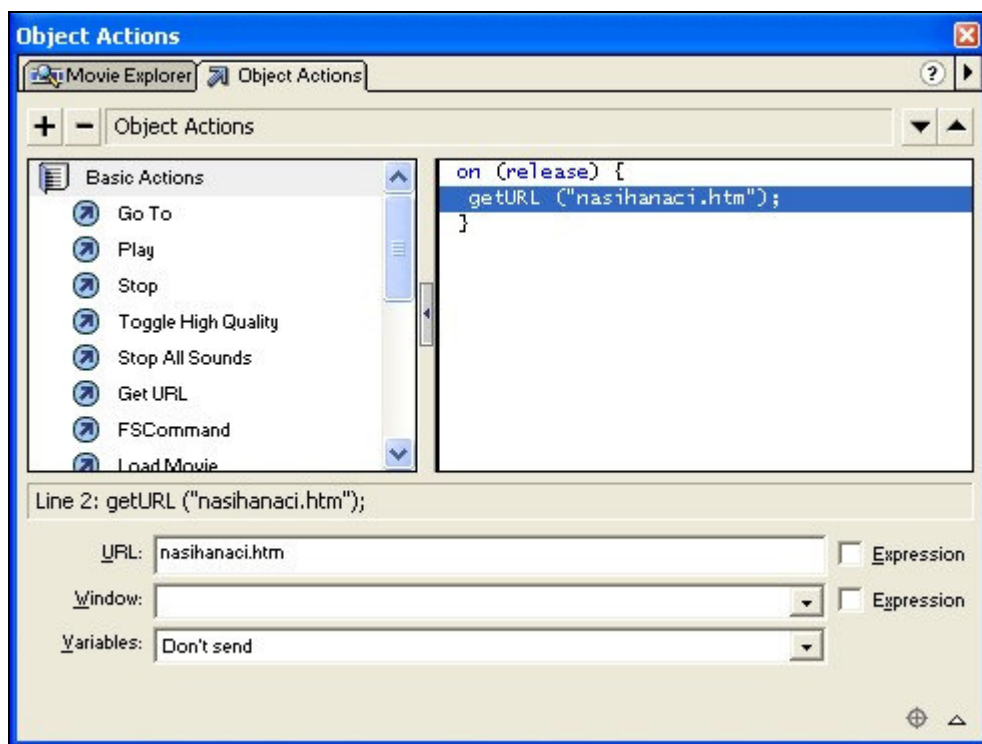 Object Actions
Movie Explorer Object Actions ?
+ − Object Actions
Basic Actions
Go To
Play
Stop
Toggle High Quality
Stop All Sounds
Get URL
FSCommand
Load Movie
on (release) {
getURL ("nasihanaci.htm");
}
Line 2: getURL ("nasihanaci.htm");
URL: nasihanaci.htm Expression
Window: Expression
Variables: Don't send